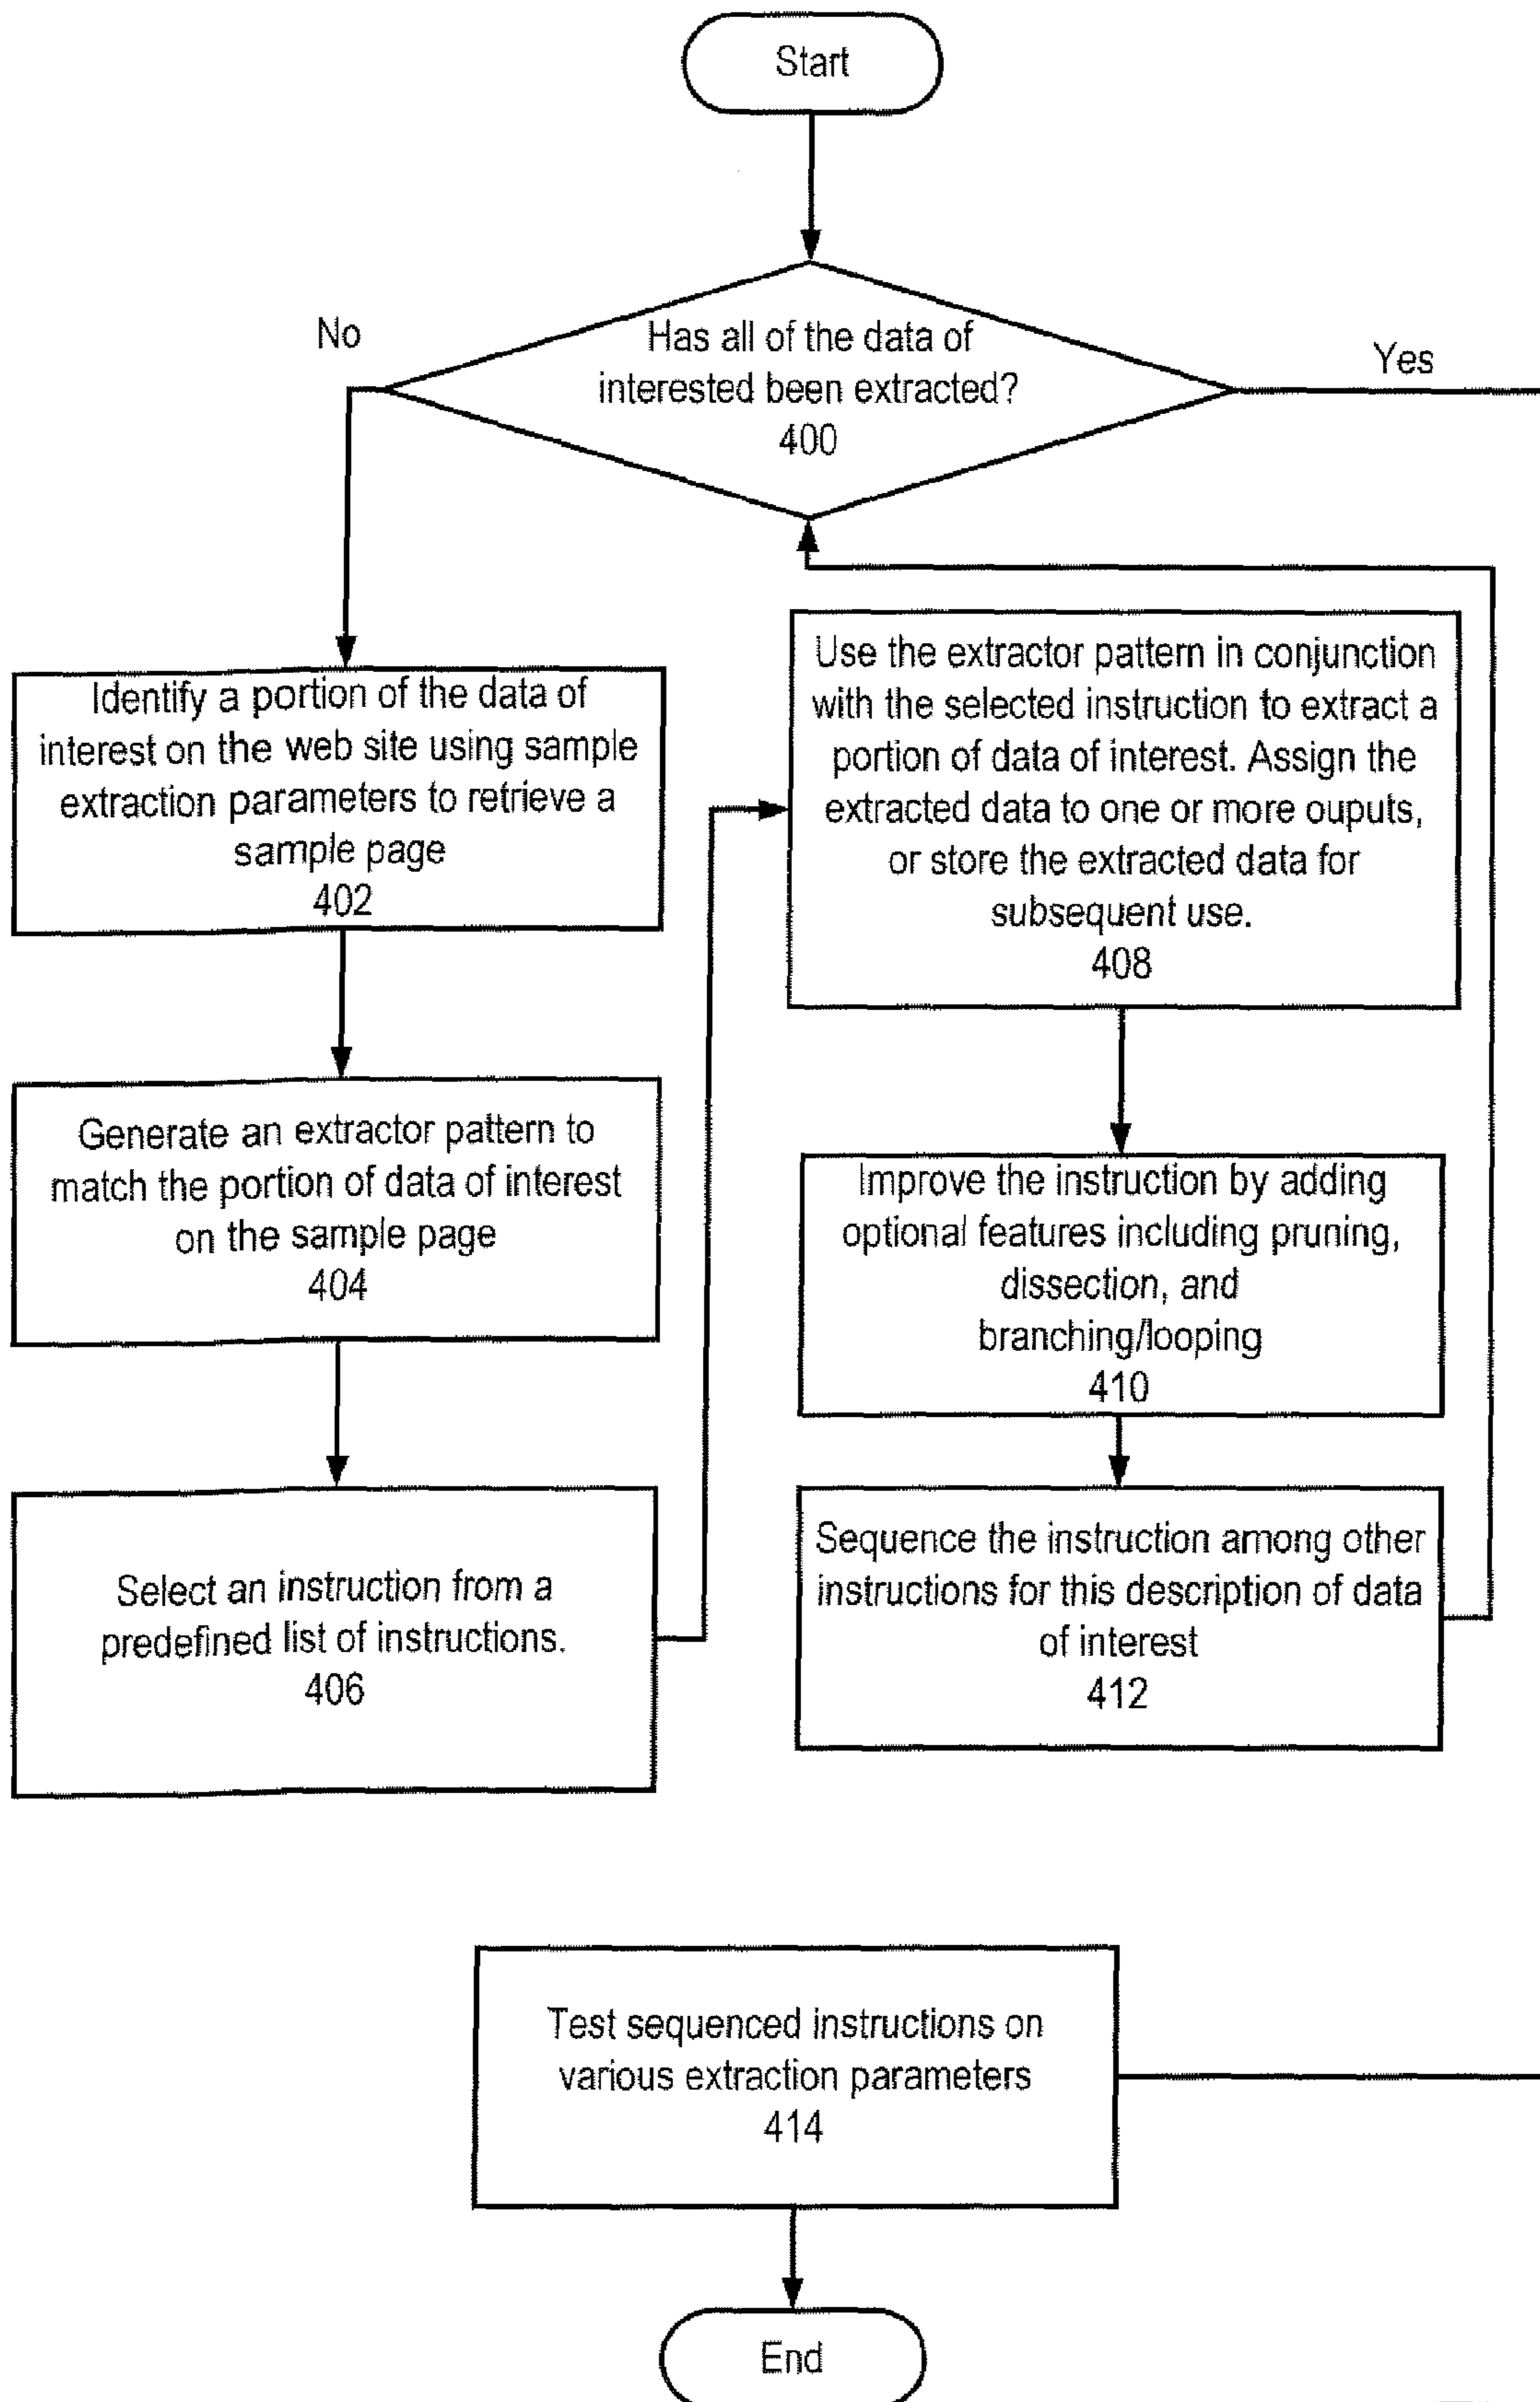 Start
Has all of the data of
interested been extracted?
400
No
Yes
Identify a portion of the data of
interest on the web site using sample
extraction parameters to retrieve a
sample page
402
Generate an extractor pattern to
match the portion of data of interest
on the sample page
404
Select an instruction from a
predefined list of instructions.
406
Use the extractor pattern in conjunction
with the selected instruction to extract a
portion of data of interest. Assign the
extracted data to one or more ouputs,
or store the extracted data for
subsequent use.
408
Improve the instruction by adding
optional features including pruning,
dissection, and
branching/looping
410
Sequence the instruction among other
instructions for this description of data
of interest
412
Test sequenced instructions on
various extraction parameters
414
End